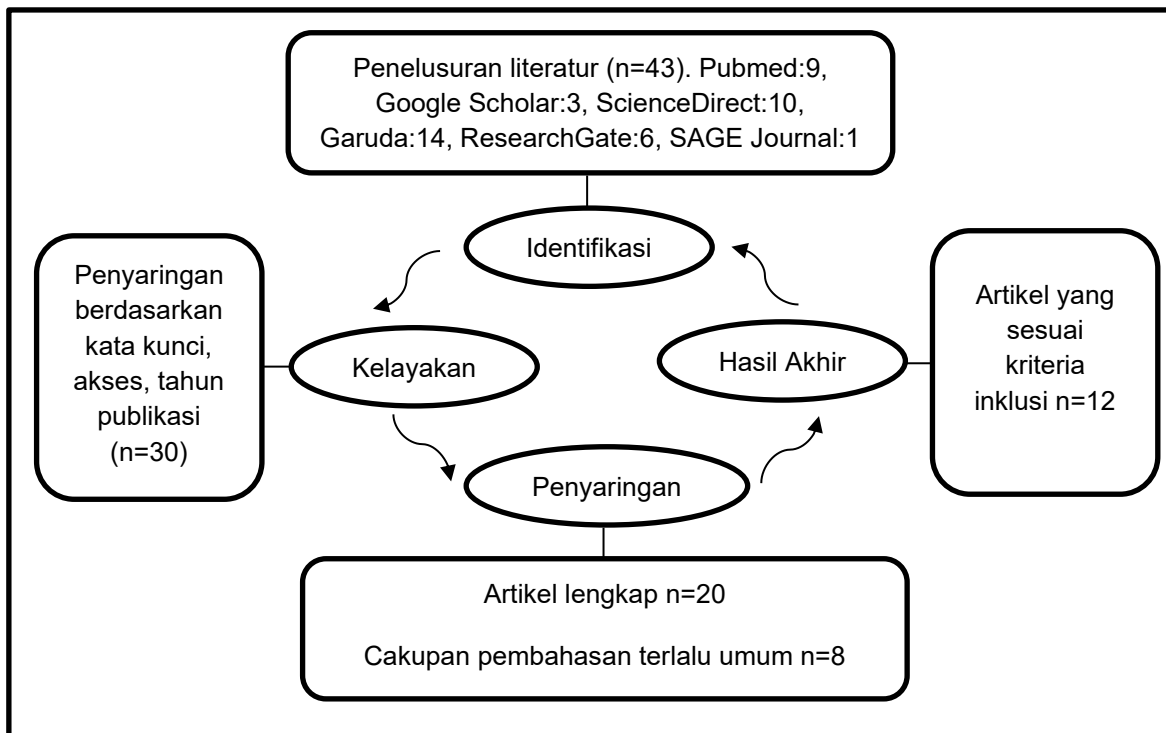 Penelusuran literatur (n=43). Pubmed:9,
Google Scholar:3, ScienceDirect:10,
Garuda:14, ResearchGate:6, SAGE Journal:1
Identifikasi
Penyaringan
berdasarkan
kata kunci,
akses, tahun
publikasi
(n=30)
Kelayakan
Hasil Akhir
Artikel yang
sesuai
kriteria
inklusi n=12
Penyaringan
Artikel lengkap n=20
Cakupan pembahasan terlalu umum n=8